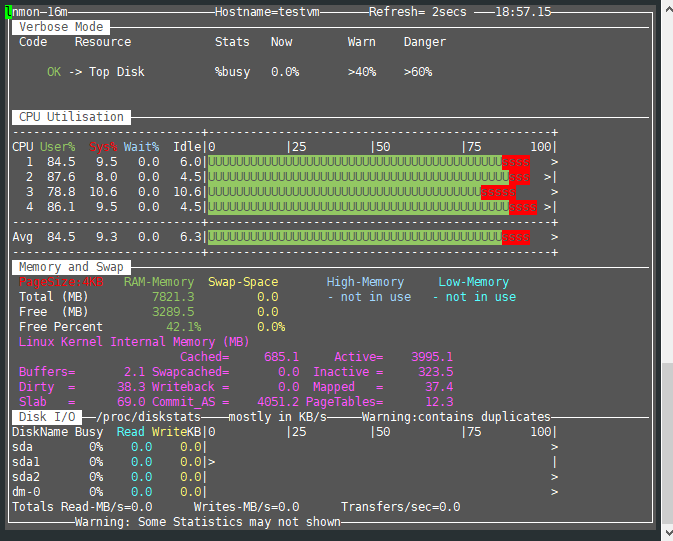 nmon─16m─────────────────────Hostname=testvm───────Refresh= 2secs ───18:57.15─
Verbose Mode
Code    Resource            Stats   Now        Warn    Danger
OK -> Top Disk          %busy   0.0%       >40%   >60%
CPU Utilisation
---------------------------+-------------------------------------------------+
CPU User%  Sys% Wait%  Idle|0          |25         |50          |75       100|
1  84.5   9.5   0.0   6.0|UUUUUUUUUUUUUUUUUUUUUUUUUUUUUUUUUUUUUUUUUUssss   >
2  87.6   8.0   0.0   4.5|UUUUUUUUUUUUUUUUUUUUUUUUUUUUUUUUUUUUUUUUUUUsss  >|
3  78.8  10.6   0.0  10.6|UUUUUUUUUUUUUUUUUUUUUUUUUUUUUUUUUUUUUUUsssss     >
4  86.1   9.5   0.0   4.5|UUUUUUUUUUUUUUUUUUUUUUUUUUUUUUUUUUUUUUUUUUUssss >|
---------------------------+-------------------------------------------------+
Avg  84.5   9.3   0.0   6.3|UUUUUUUUUUUUUUUUUUUUUUUUUUUUUUUUUUUUUUUUUUssss   >
---------------------------+-------------------------------------------------+
Memory and Swap
PageSize:4KB   RAM-Memory  Swap-Space       High-Memory     Low-Memory
Total (MB)         7821.3         0.0       - not in use   - not in use
Free  (MB)         3289.5         0.0
Free Percent         42.1%        0.0%
Linux Kernel Internal Memory (MB)
Cached=     685.1     Active=    3995.1
Buffers=       2.1 Swapcached=       0.0  Inactive =     323.5
Dirty  =      38.3 Writeback =       0.0  Mapped   =      37.4
Slab   =      69.0 Commit_AS =    4051.2 PageTables=      12.3
Disk I/O ──/proc/diskstats────mostly in KB/s─────Warning:contains duplicates─
DiskName Busy  Read WriteKB|0          |25         |50          |75       100|
sda        0%    0.0    0.0|                                                 >
sda1       0%    0.0    0.0|>                                                |
sda2       0%    0.0    0.0|                                                 >
dm-0       0%    0.0    0.0|                                                 >
Totals Read-MB/s=0.0      Writes-MB/s=0.0      Transfers/sec=0.0
Warning: Some Statistics may not shown